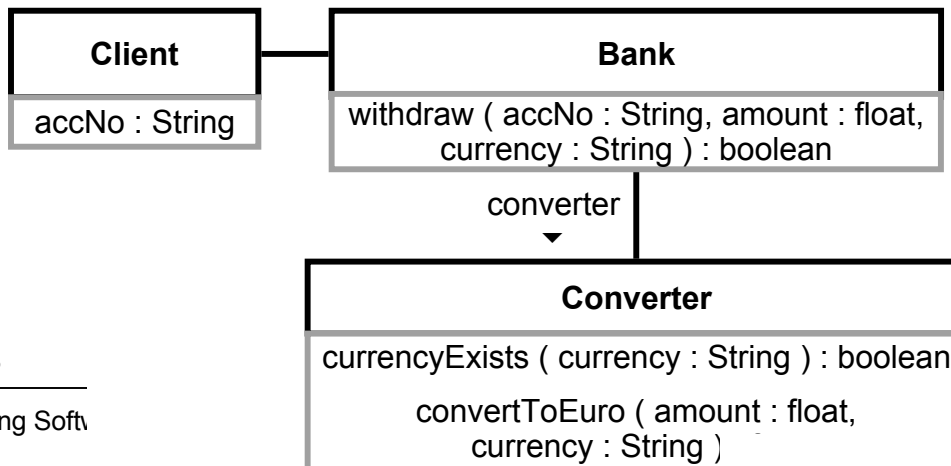 Client
Bank
accNo : String
withdraw ( accNo : String, amount : float,
currency : String ) : boolean
converter
Converter
currencyExists ( currency : String ) : boolean
ng
convertToEuro ( amount : float,
currency : String )